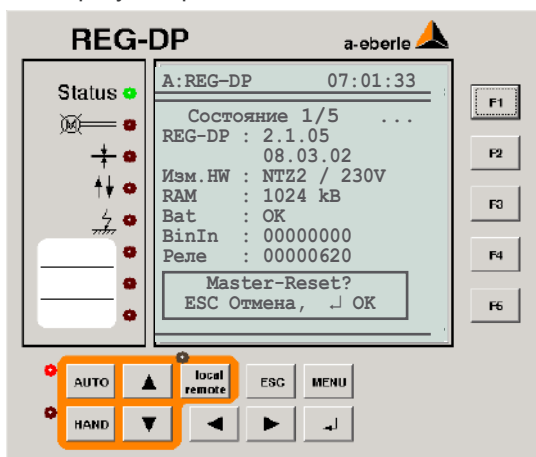 REG-DP
a-eberle
Status
A:REG-DP 07:01:33
Состояние 1/5 ...
REG-DP : 2.1.05
08.03.02
Изм.HW : NTZ2 / 230V
RAM : 1024 kB
Bat : OK
BinIn : 00000000
Реле : 00000620
Master-Reset?
ESC Отмена, ↵ OK
F1
F2
F3
F4
F5
AUTO
local
remote
ESC
MENU
HAND